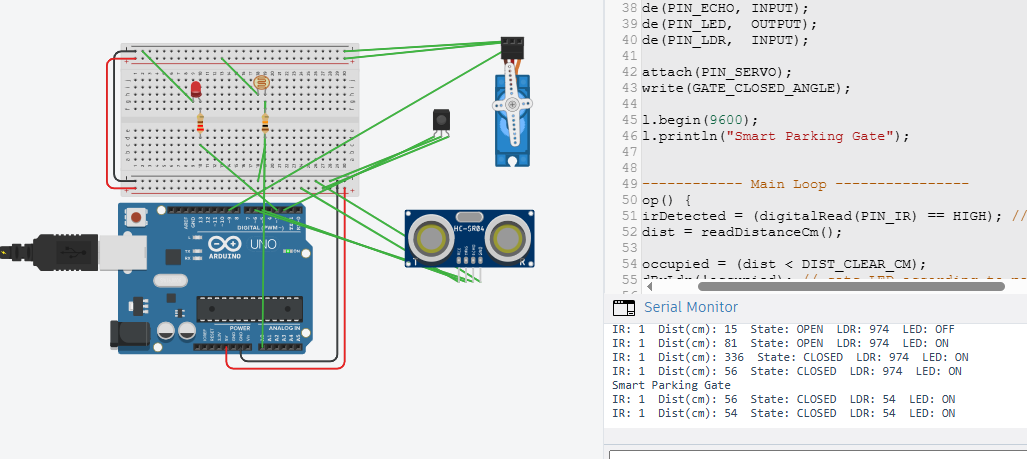 38 de(PIN_ECHO, INPUT);
39 de(PIN_LED,  OUTPUT);
40 de(PIN_LDR,  INPUT);
41
42 attach(PIN_SERVO);
43 write(GATE_CLOSED_ANGLE);
44
45 l.begin(9600);
46 l.println("Smart Parking Gate");
47
48
49 ------------ Main Loop ----------------
50 op() {
51 irDetected = (digitalRead(PIN_IR) == HIGH); //
52 dist = readDistanceCm();
53
54 occupied = (dist < DIST_CLEAR_CM);
55
HC-SR04
T
R
DIGITAL (PWM~)
UNO
ARDUINO
ON
POWER
ANALOG IN
Serial Monitor
IR: 1  Dist(cm): 15  State: OPEN  LDR: 974  LED: OFF
IR: 1  Dist(cm): 81  State: OPEN  LDR: 974  LED: ON
IR: 1  Dist(cm): 336  State: CLOSED  LDR: 974  LED: ON
IR: 1  Dist(cm): 56  State: CLOSED  LDR: 974  LED: ON
Smart Parking Gate
IR: 1  Dist(cm): 56  State: CLOSED  LDR: 54  LED: ON
IR: 1  Dist(cm): 54  State: CLOSED  LDR: 54  LED: ON